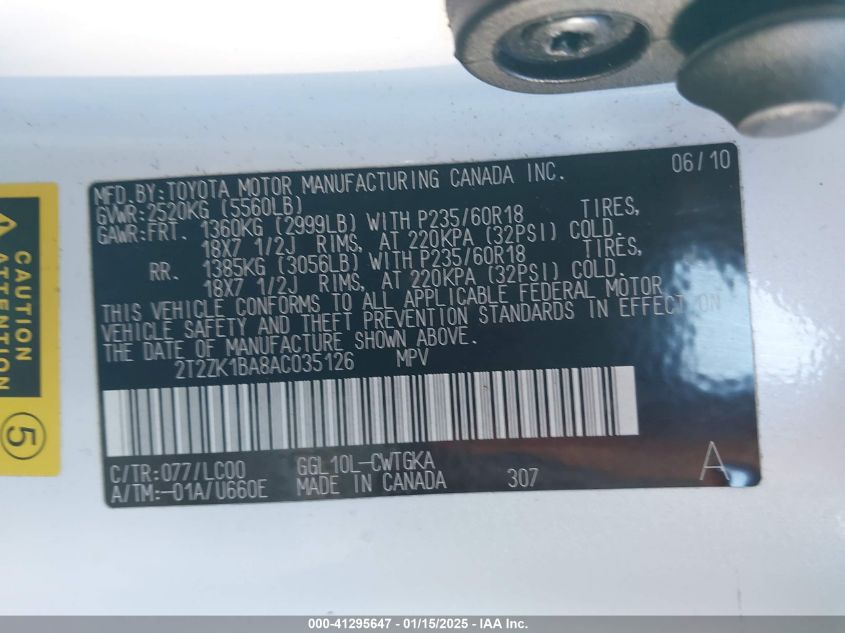 MFD.BY:TOYOTA MOTOR MANUFACTURING CANADA INC. 06/10
GVWR:2520KG (5560LB)
GAWR:FRT. 1360KG (2999LB) WITH P235/60R18 TIRES,
18X7 1/2J RIMS, AT 220KPA (32PSI) COLD.
RR. 1385KG (3056LB) WITH P235/60R18 TIRES,
18X7 1/2J RIMS, AT 220KPA (32PSI) COLD.
THIS VEHICLE CONFORMS TO ALL APPLICABLE FEDERAL MOTOR
VEHICLE SAFETY AND THEFT PREVENTION STANDARDS IN EFFECT ON
THE DATE OF MANUFACTURE SHOWN ABOVE.
2T2ZK1BA8AC035126 MPV
C/TR:077/LC00 GGL10L-CWTGKA A
A/TM:-01A/U660E MADE IN CANADA 307
CAUTION
ATTENTION
5
000-41295647 - 01/15/2025 - IAA Inc.